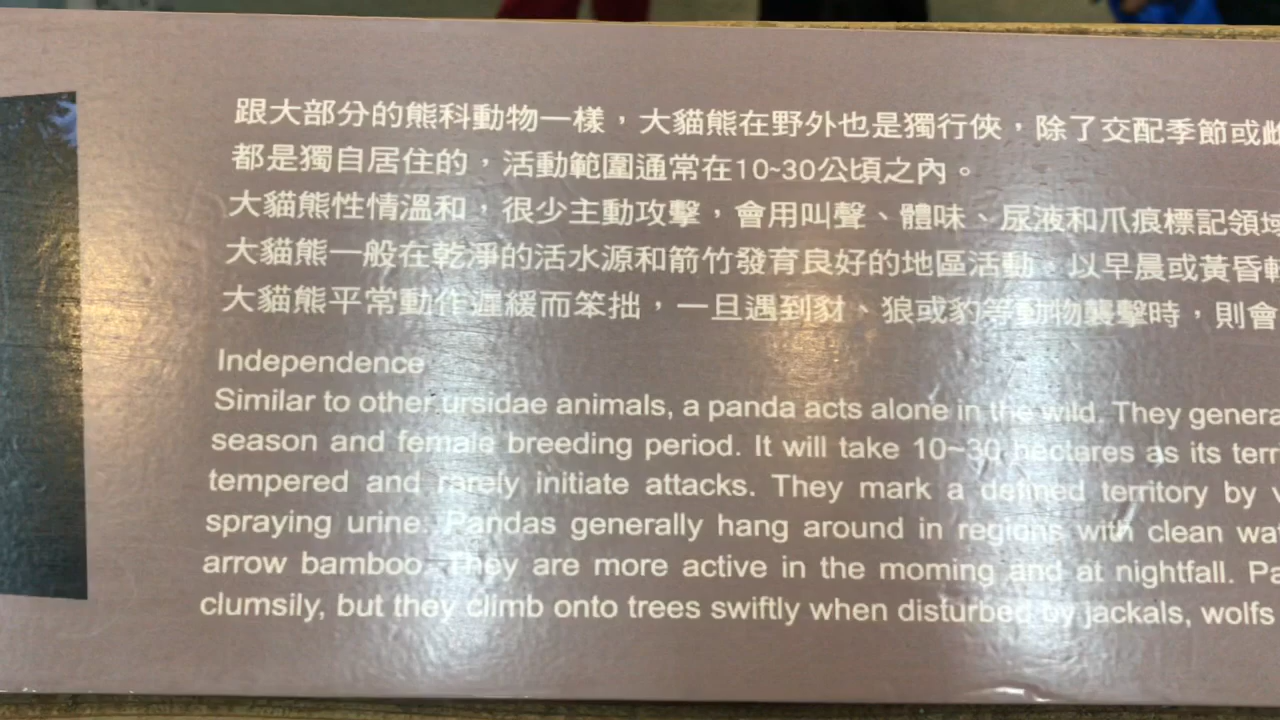 跟大部分的熊科動物一樣，大貓熊在野外也是獨行俠，除了交配季節或
都是獨自居住的，活動範圍通常在10~30公頃之內。
大貓熊性情溫和，很少主動攻擊，會用叫聲、體味、尿液和爪痕標記領域
大貓熊一般在乾淨的活水源和箭竹發育良好的地區活動，以早晨或黃昏
大貓熊平常動作遲緩而笨拙，一旦遇到豺、狼或豹等動物襲擊時，則會
Independence
Similar to other ursidae animals, a panda acts alone in the wild. They genera
season and female breeding period. It will take 10~30 hectares as its terr
tempered and rarely initiate attacks. They mark a defined territory by
spraying urine. Pandas generally hang around in regions with clean wa
arrow bamboo. They are more active in the moming and at nightfall. Pa
clumsily, but they climb onto trees swiftly when disturbed by jackals, wolfs